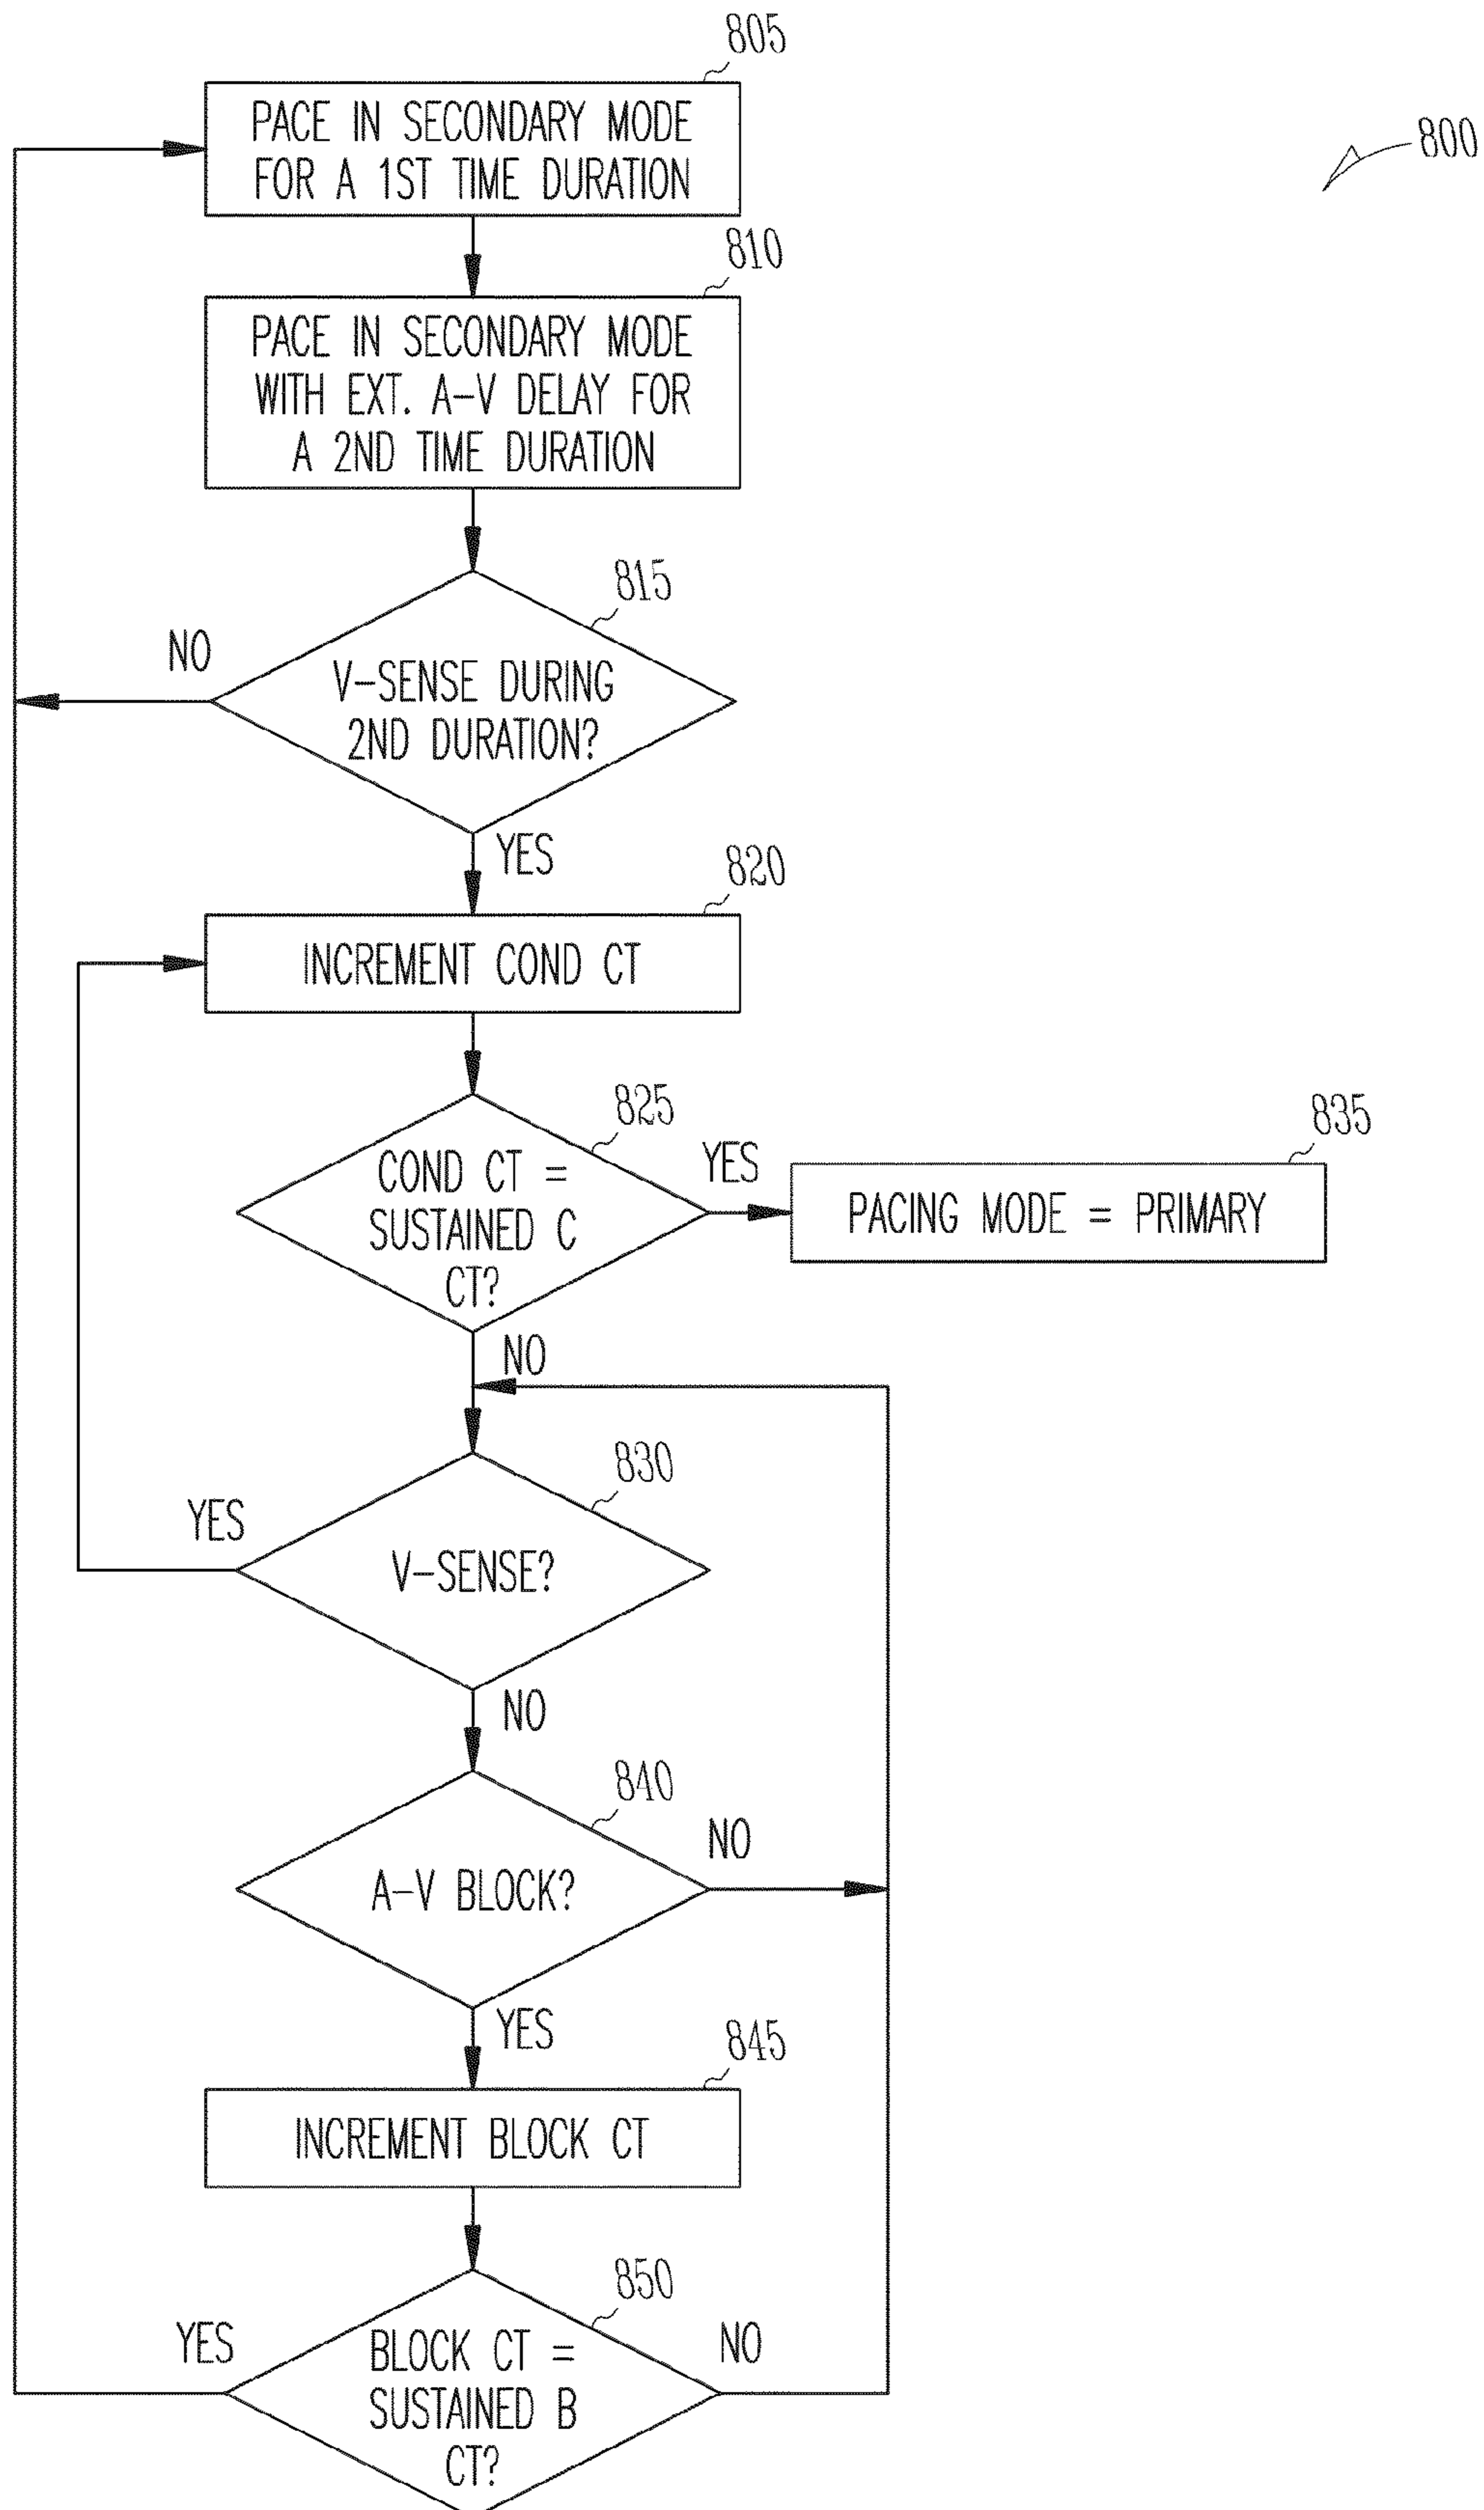 805
PACE IN SECONDARY MODE
FOR A 1ST TIME DURATION
800
810
PACE IN SECONDARY MODE
WITH EXT. A-V DELAY FOR
A 2ND TIME DURATION
815
NO
V-SENSE DURING
2ND DURATION?
YES
820
INCREMENT COND CT
825
COND CT =
SUSTAINED C
CT?
YES
835
PACING MODE = PRIMARY
NO
830
YES
V-SENSE?
NO
840
NO
A-V BLOCK?
YES
845
INCREMENT BLOCK CT
850
YES
BLOCK CT =
SUSTAINED B
CT?
NO